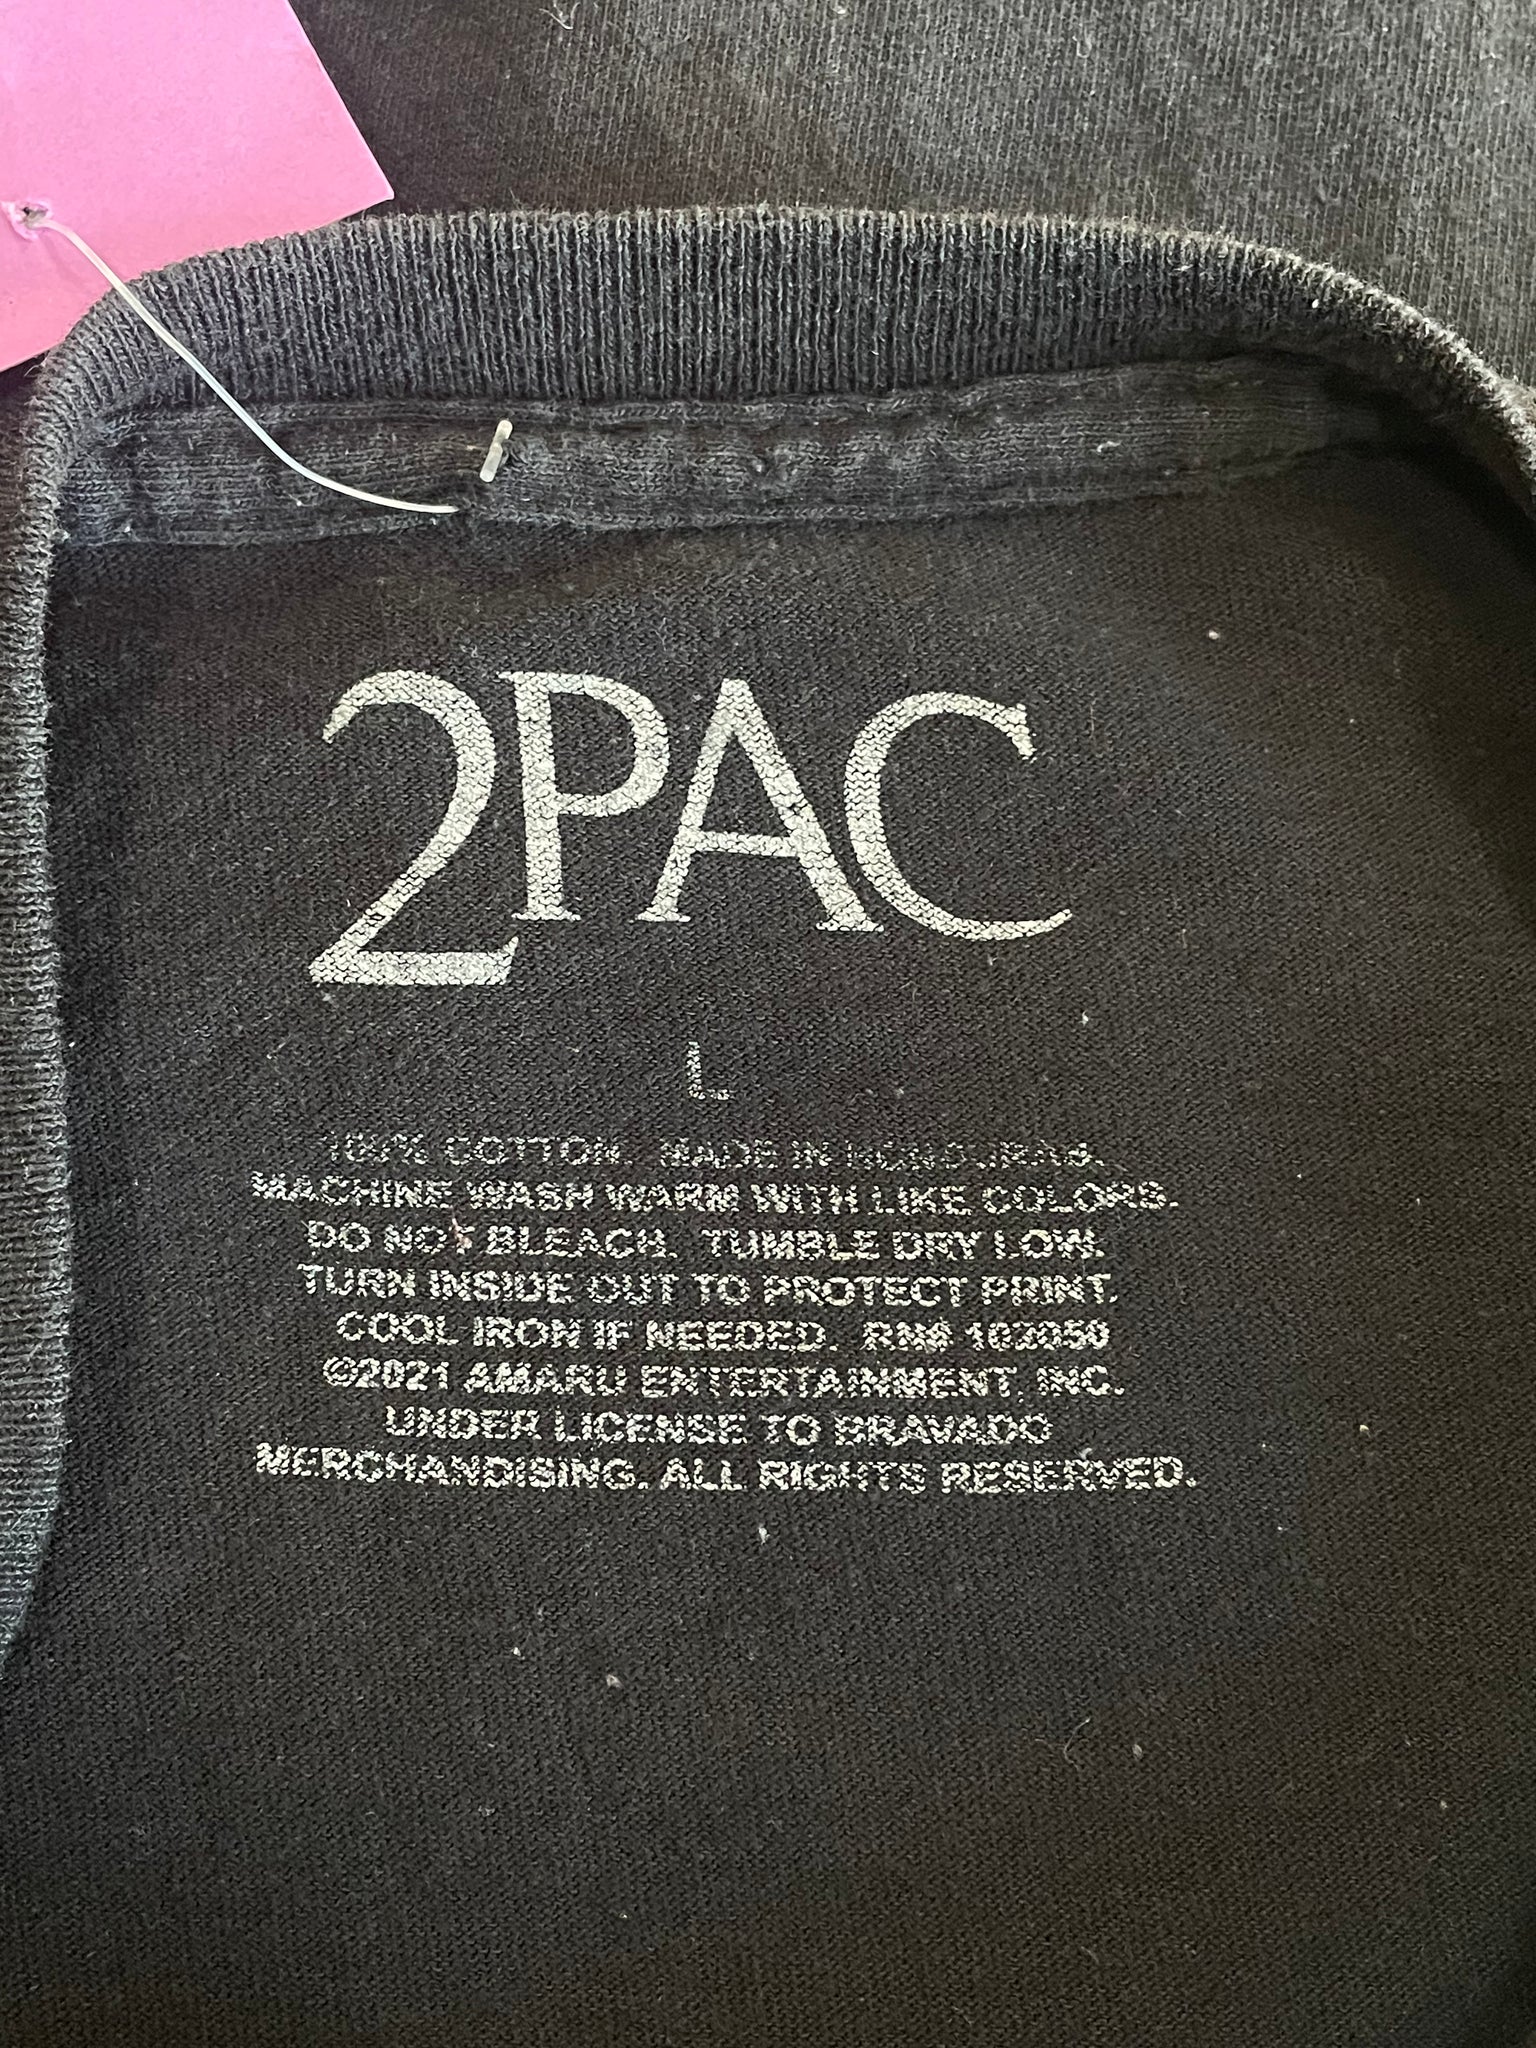 2PAC
L
100% COTTON. MADE IN HONDURAS.
MACHINE WASH WARM WITH LIKE COLORS.
DO NOT BLEACH. TUMBLE DRY LOW.
TURN INSIDE OUT TO PROTECT PRINT.
COOL IRON IF NEEDED. RN# 102050
©2021 AMARU ENTERTAINMENT, INC.
UNDER LICENSE TO BRAVADO
MERCHANDISING. ALL RIGHTS RESERVED.